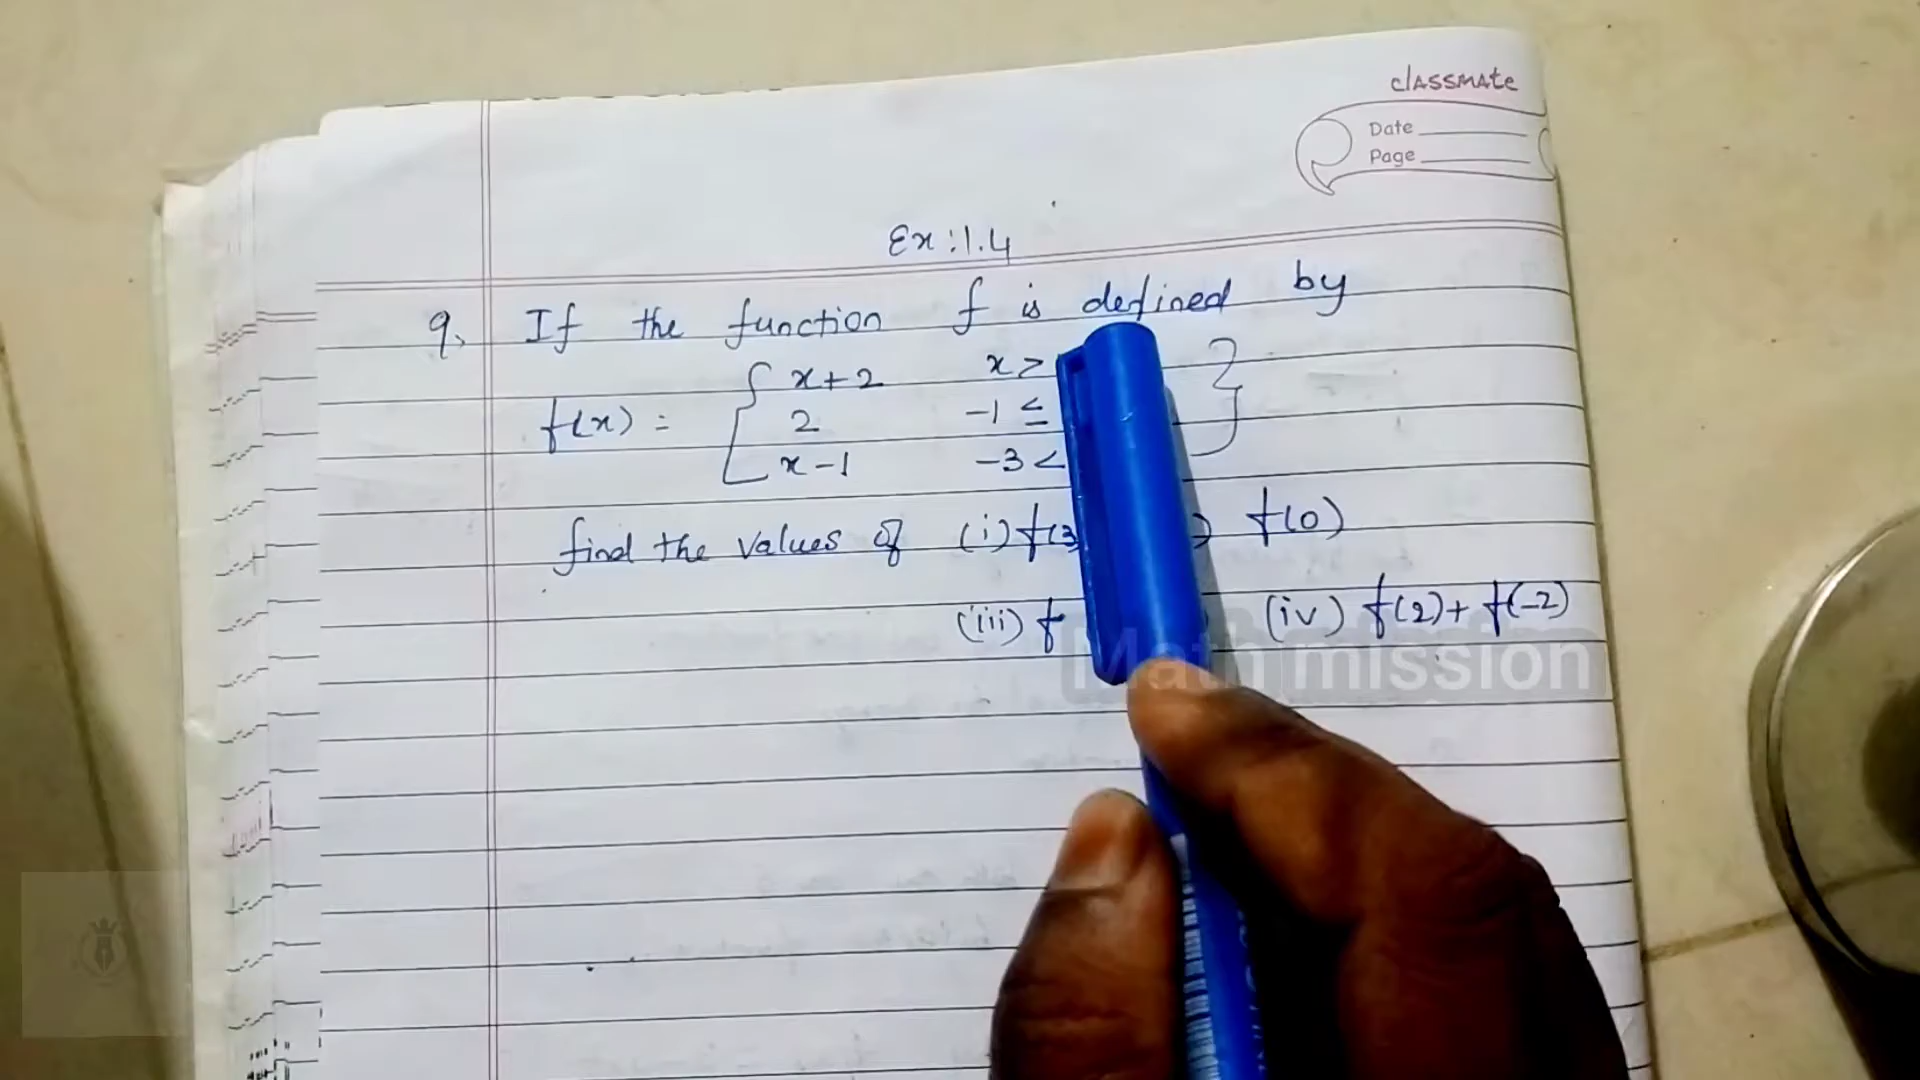 classmate
Date
Page
Ex:1.4
9, If the function f is defined by
f(x) = { x+2 x >
2 -1 ≤
x-1 -3 < }
find the values of (i) f(3 ) f(0)
(iii) f (iv) f(2)+ f(-2)
Math mission